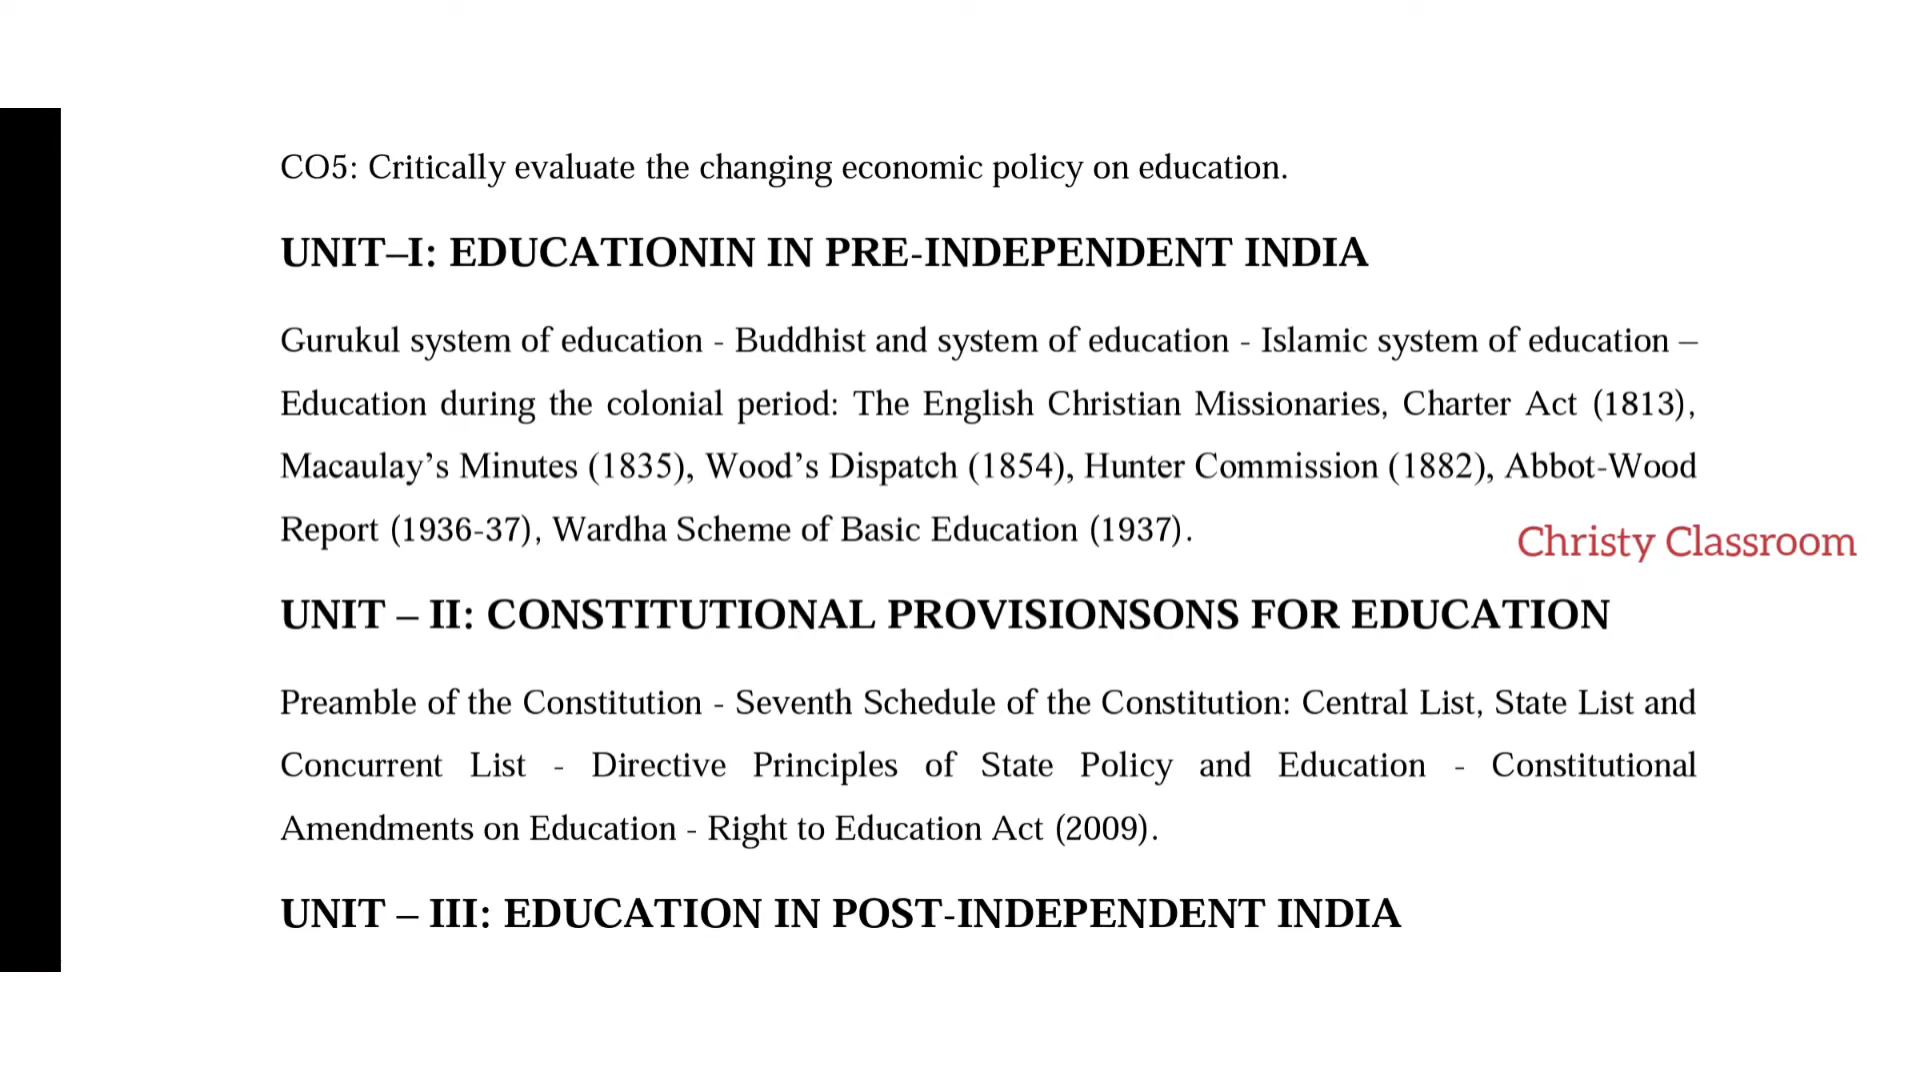 CO5: Critically evaluate the changing economic policy on education.
UNIT–I: EDUCATIONIN IN PRE-INDEPENDENT INDIA
Gurukul system of education - Buddhist and system of education - Islamic system of education –
Education during the colonial period: The English Christian Missionaries, Charter Act (1813),
Macaulay’s Minutes (1835), Wood’s Dispatch (1854), Hunter Commission (1882), Abbot-Wood
Report (1936-37), Wardha Scheme of Basic Education (1937).
Christy Classroom
UNIT – II: CONSTITUTIONAL PROVISIONSONS FOR EDUCATION
Preamble of the Constitution - Seventh Schedule of the Constitution: Central List, State List and
Concurrent List - Directive Principles of State Policy and Education - Constitutional
Amendments on Education - Right to Education Act (2009).
UNIT – III: EDUCATION IN POST-INDEPENDENT INDIA